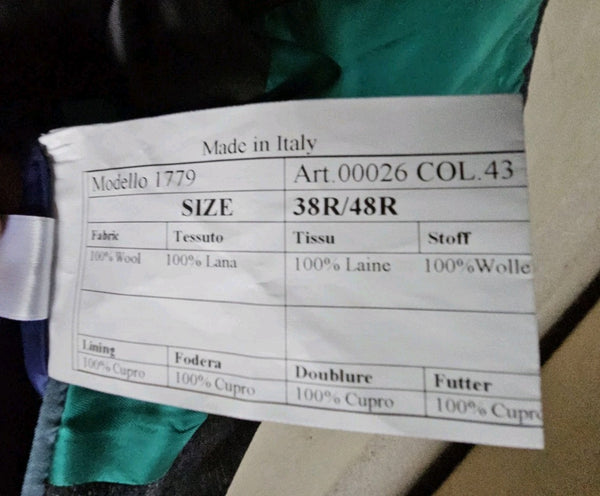 Made in Italy
Modello 1779 Art.00026 COL.43
SIZE 38R/48R
Fabric Tessuto Tissu Stoff
100% Wool 100% Lana 100% Laine 100%Wolle
Lining Fodera Doublure Futter
100% Cupro 100% Cupro 100% Cupro 100% Cupro